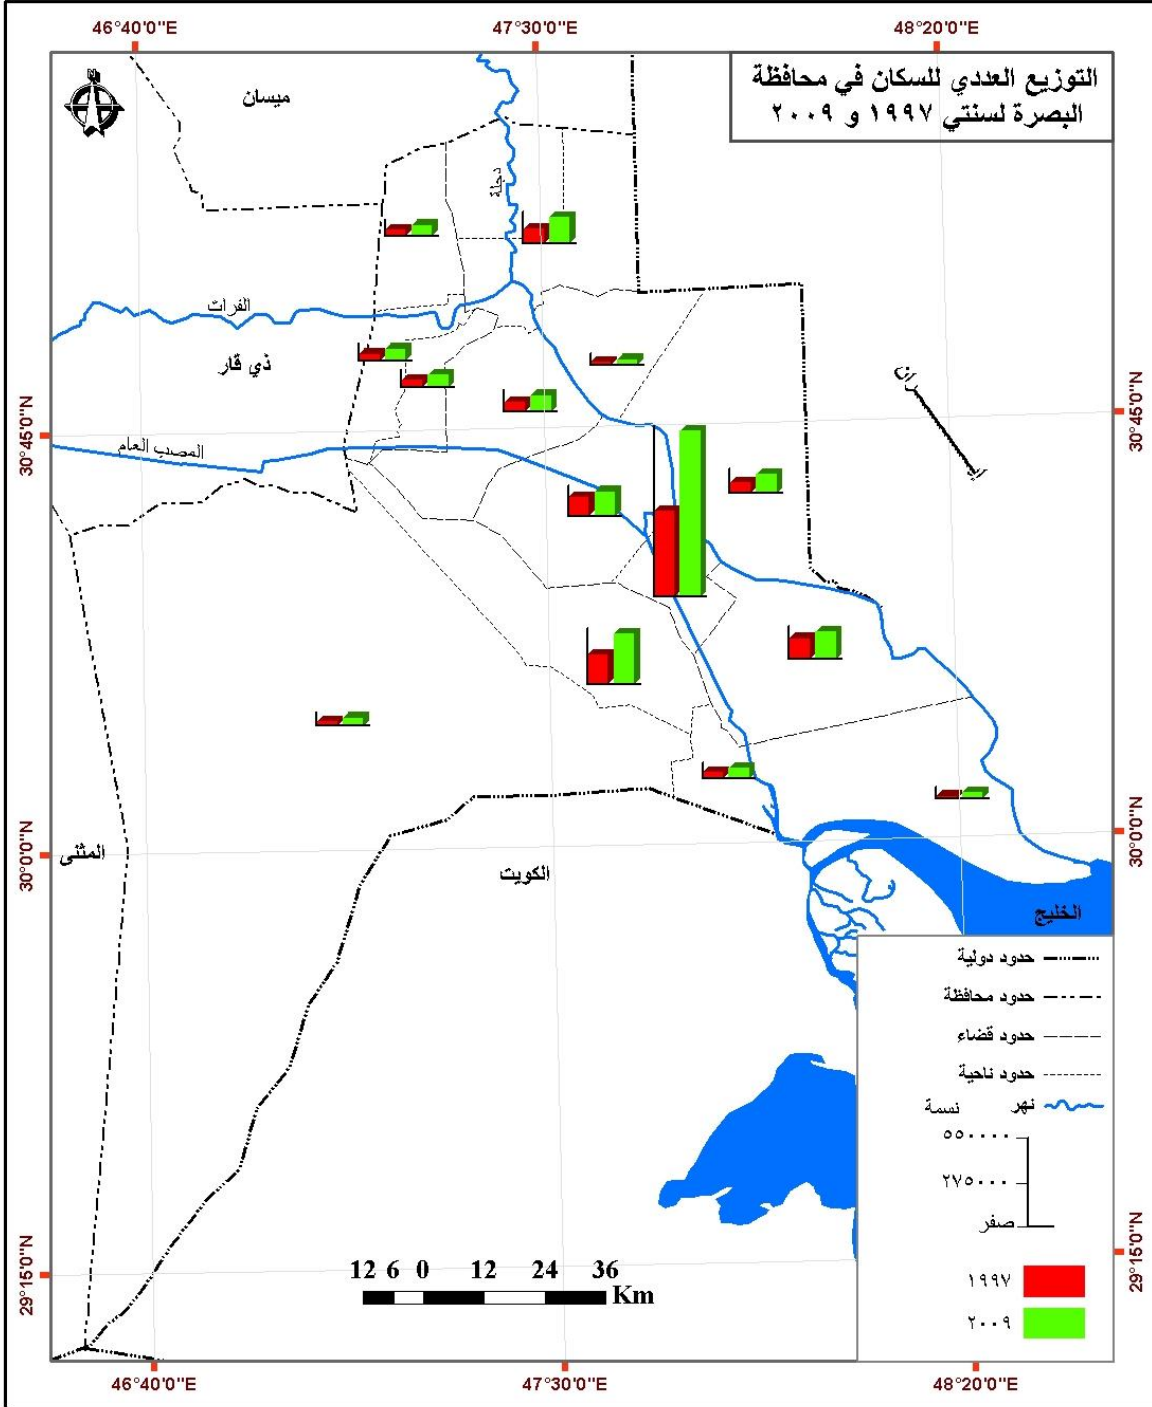 46°40'0"E
47°30'0"E
48°20'0"E
N
التوزيع العددي للسكان في محافظة
البصرة لسنتي ١٩٩٧ و ٢٠٠٩
ميسان
دجلة
الفرات
ذي قار
ايران
30°45'0"N
30°45'0"N
المصب العام
المثنى
30°0'0"N
30°0'0"N
الكويت
الخليج
حدود دولية
حدود محافظة
حدود قضاء
حدود ناحية
نهر
نسمة
٥٥٠٠٠٠
٢٧٥٠٠٠
صفر
29°15'0"N
29°15'0"N
12 6 0 12 24 36
Km
١٩٩٧
٢٠٠٩
46°40'0"E
47°30'0"E
48°20'0"E